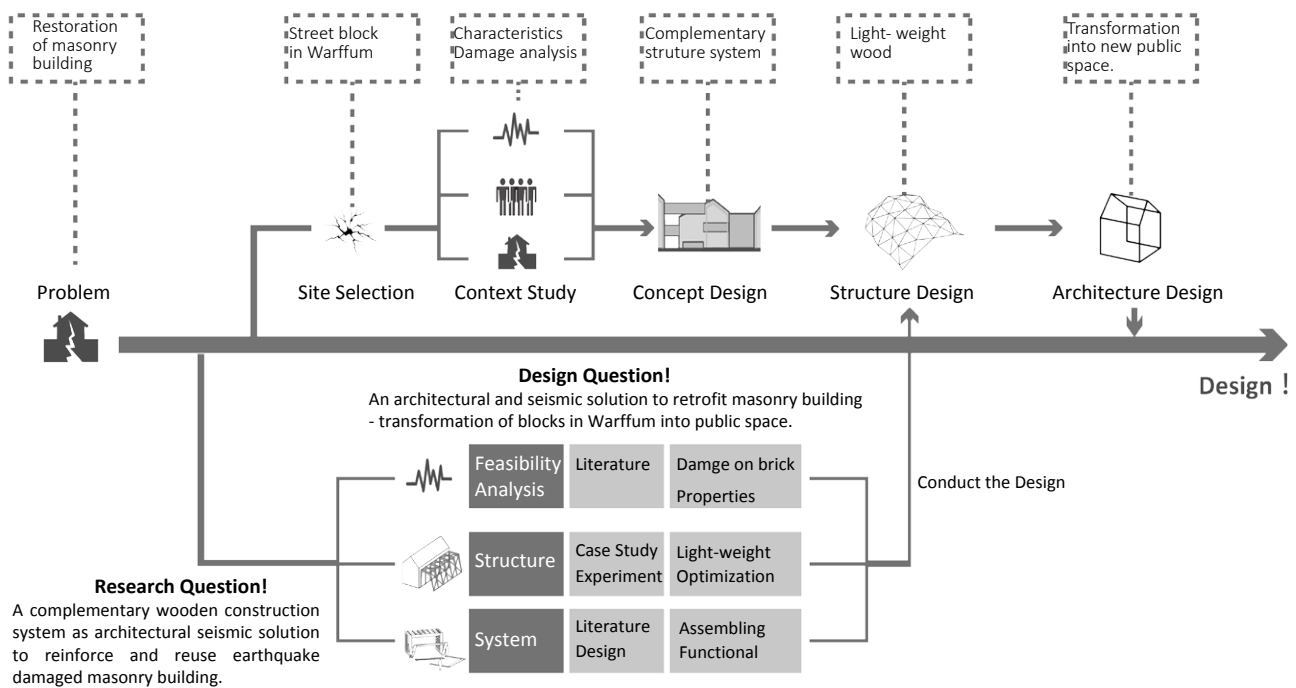 Restoration
of masonry
building
Street block
in Warffum
Characteristics
Damage analysis
Complementary
struture system
Light- weight
wood
Transformation
into new public
space.
Problem
Site Selection
Context Study
Concept Design
Structure Design
Architecture Design
Design !
Design Question!
An architectural and seismic solution to retrofit masonry building
- transformation of blocks in Warffum into public space.
Feasibility
Analysis
Literature
Damge on brick
Properties
Conduct the Design
Structure
Case Study
Experiment
Light-weight
Optimization
System
Literature
Design
Assembling
Functional
Research Question!
A complementary wooden construction
system as architectural seismic solution
to reinforce and reuse earthquake
damaged masonry building.